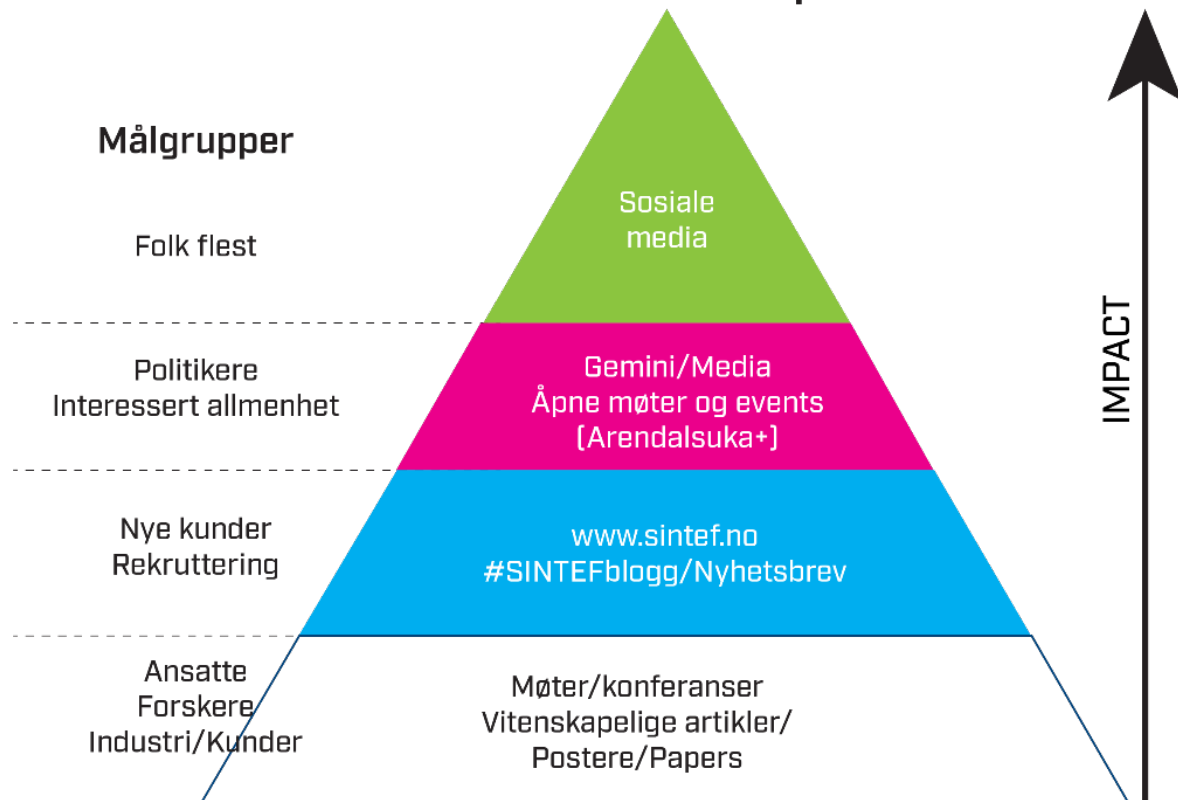 Målgrupper
Folk flest
Sosiale
media
Politikere
Interessert allmenhet
Gemini/Media
Åpne møter og events
(Arendalsuka+)
Nye kunder
Rekruttering
www.sintef.no
#SINTEFblogg/Nyhetsbrev
Ansatte
Forskere
Industri/Kunder
Møter/konferanser
Vitenskapelige artikler/
Postere/Papers
IMPACT